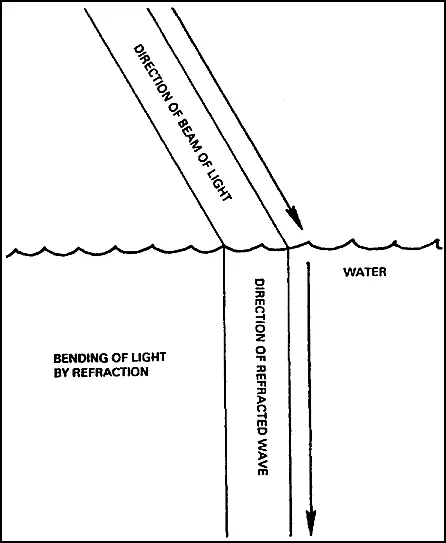 DIRECTION OF BEAM OF LIGHT
WATER
DIRECTION OF REFRACTED WAVE
BENDING OF LIGHT
BY REFRACTION